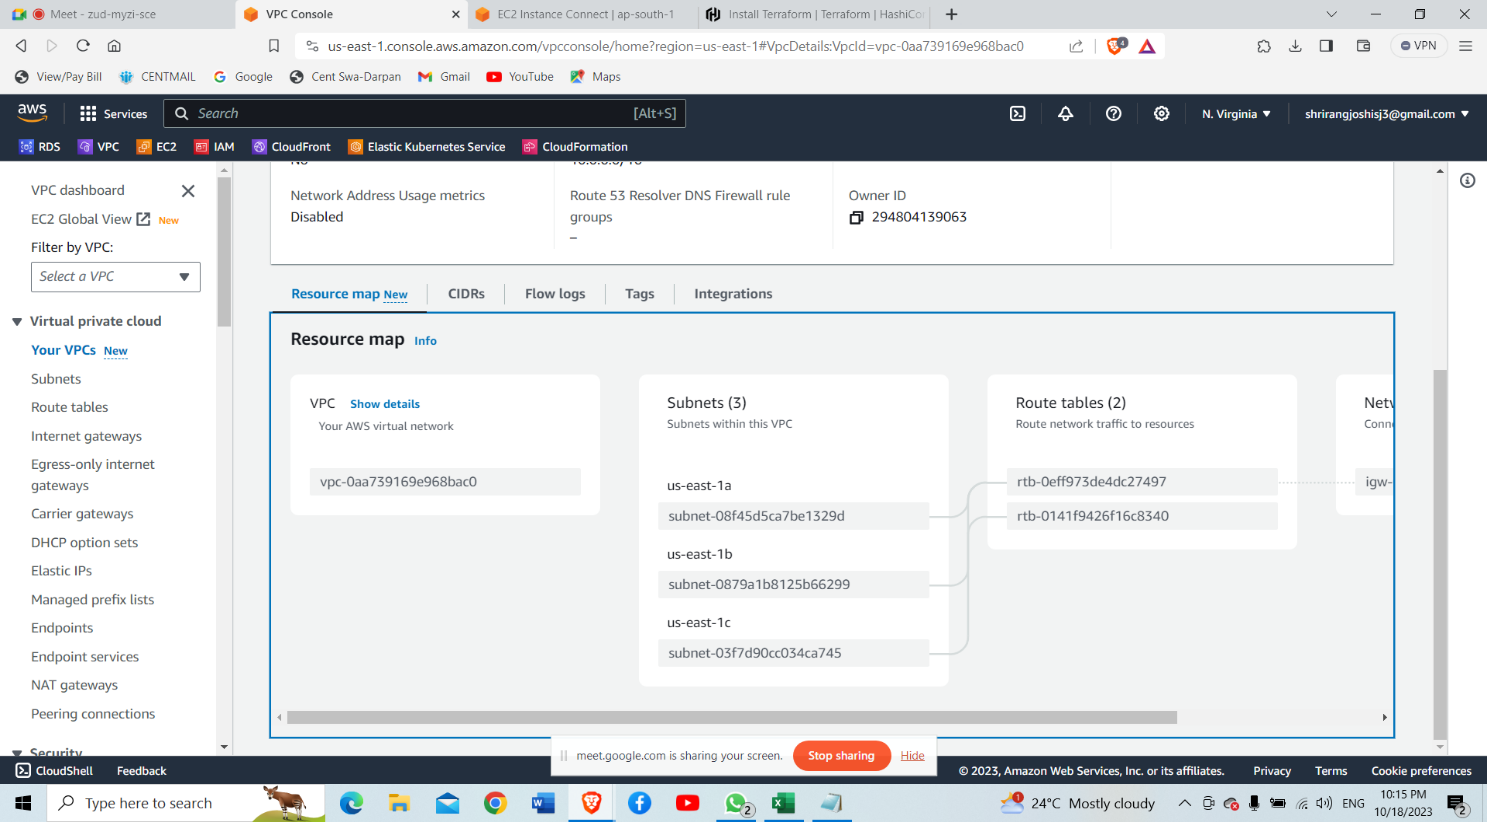 Meet - zud-myzi-sce
VPC Console
EC2 Instance Connect | ap-south-1
Install Terraform | Terraform | HashiCo
us-east-1.console.aws.amazon.com/vpcconsole/home?region=us-east-1#VpcDetails:VpcId=vpc-0aa739169e968bac0
4
VPN
View/Pay Bill
CENTMAIL
Google
Cent Swa-Darpan
Gmail
YouTube
Maps
aws
Services
Search
[Alt+S]
N. Virginia
shrirangjoshisj3@gmail.com
RDS
VPC
EC2
IAM
CloudFront
Elastic Kubernetes Service
CloudFormation
VPC dashboard
EC2 Global View New
Filter by VPC:
Select a VPC
Virtual private cloud
Your VPCs New
Subnets
Route tables
Internet gateways
Egress-only internet
gateways
Carrier gateways
DHCP option sets
Elastic IPs
Managed prefix lists
Endpoints
Endpoint services
NAT gateways
Peering connections
Security
Network Address Usage metrics
Disabled
Route 53 Resolver DNS Firewall rule
groups
–
Owner ID
294804139063
Resource map New
CIDRs
Flow logs
Tags
Integrations
Resource map Info
VPC Show details
Your AWS virtual network
vpc-0aa739169e968bac0
Subnets (3)
Subnets within this VPC
us-east-1a
subnet-08f45d5ca7be1329d
us-east-1b
subnet-0879a1b8125b66299
us-east-1c
subnet-03f7d90cc034ca745
Route tables (2)
Route network traffic to resources
rtb-0eff973de4dc27497
rtb-0141f9426f16c8340
igw-
meet.google.com is sharing your screen.
Stop sharing
Hide
CloudShell
Feedback
© 2023, Amazon Web Services, Inc. or its affiliates.
Privacy
Terms
Cookie preferences
Type here to search
2
1
24°C Mostly cloudy
ENG
10:15 PM
10/18/2023
2